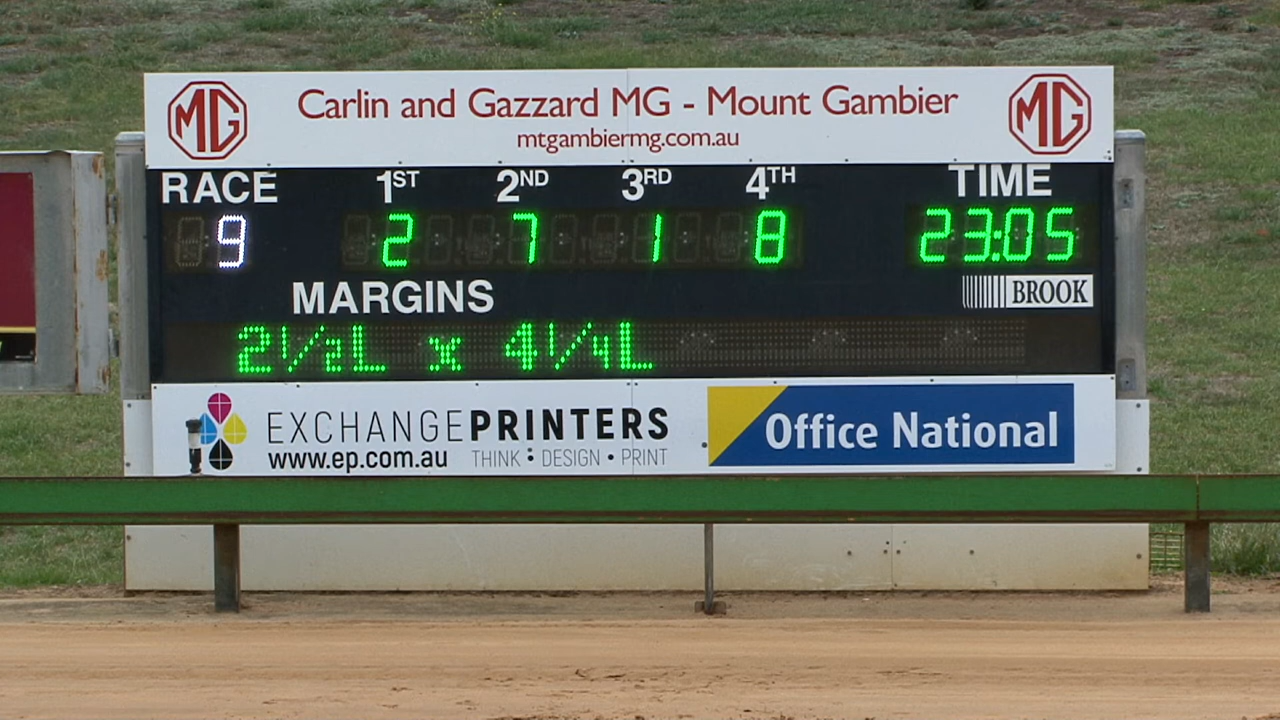 MG Carlin and Gazzard MG - Mount Gambier MG
mtgambiermg.com.au
RACE 1ST 2ND 3RD 4TH TIME
9 2 7 1 8 23:05
MARGINS BROOK
2½L x 4¼L
EXCHANGEPRINTERS Office National
www.ep.com.au THINK • DESIGN • PRINT